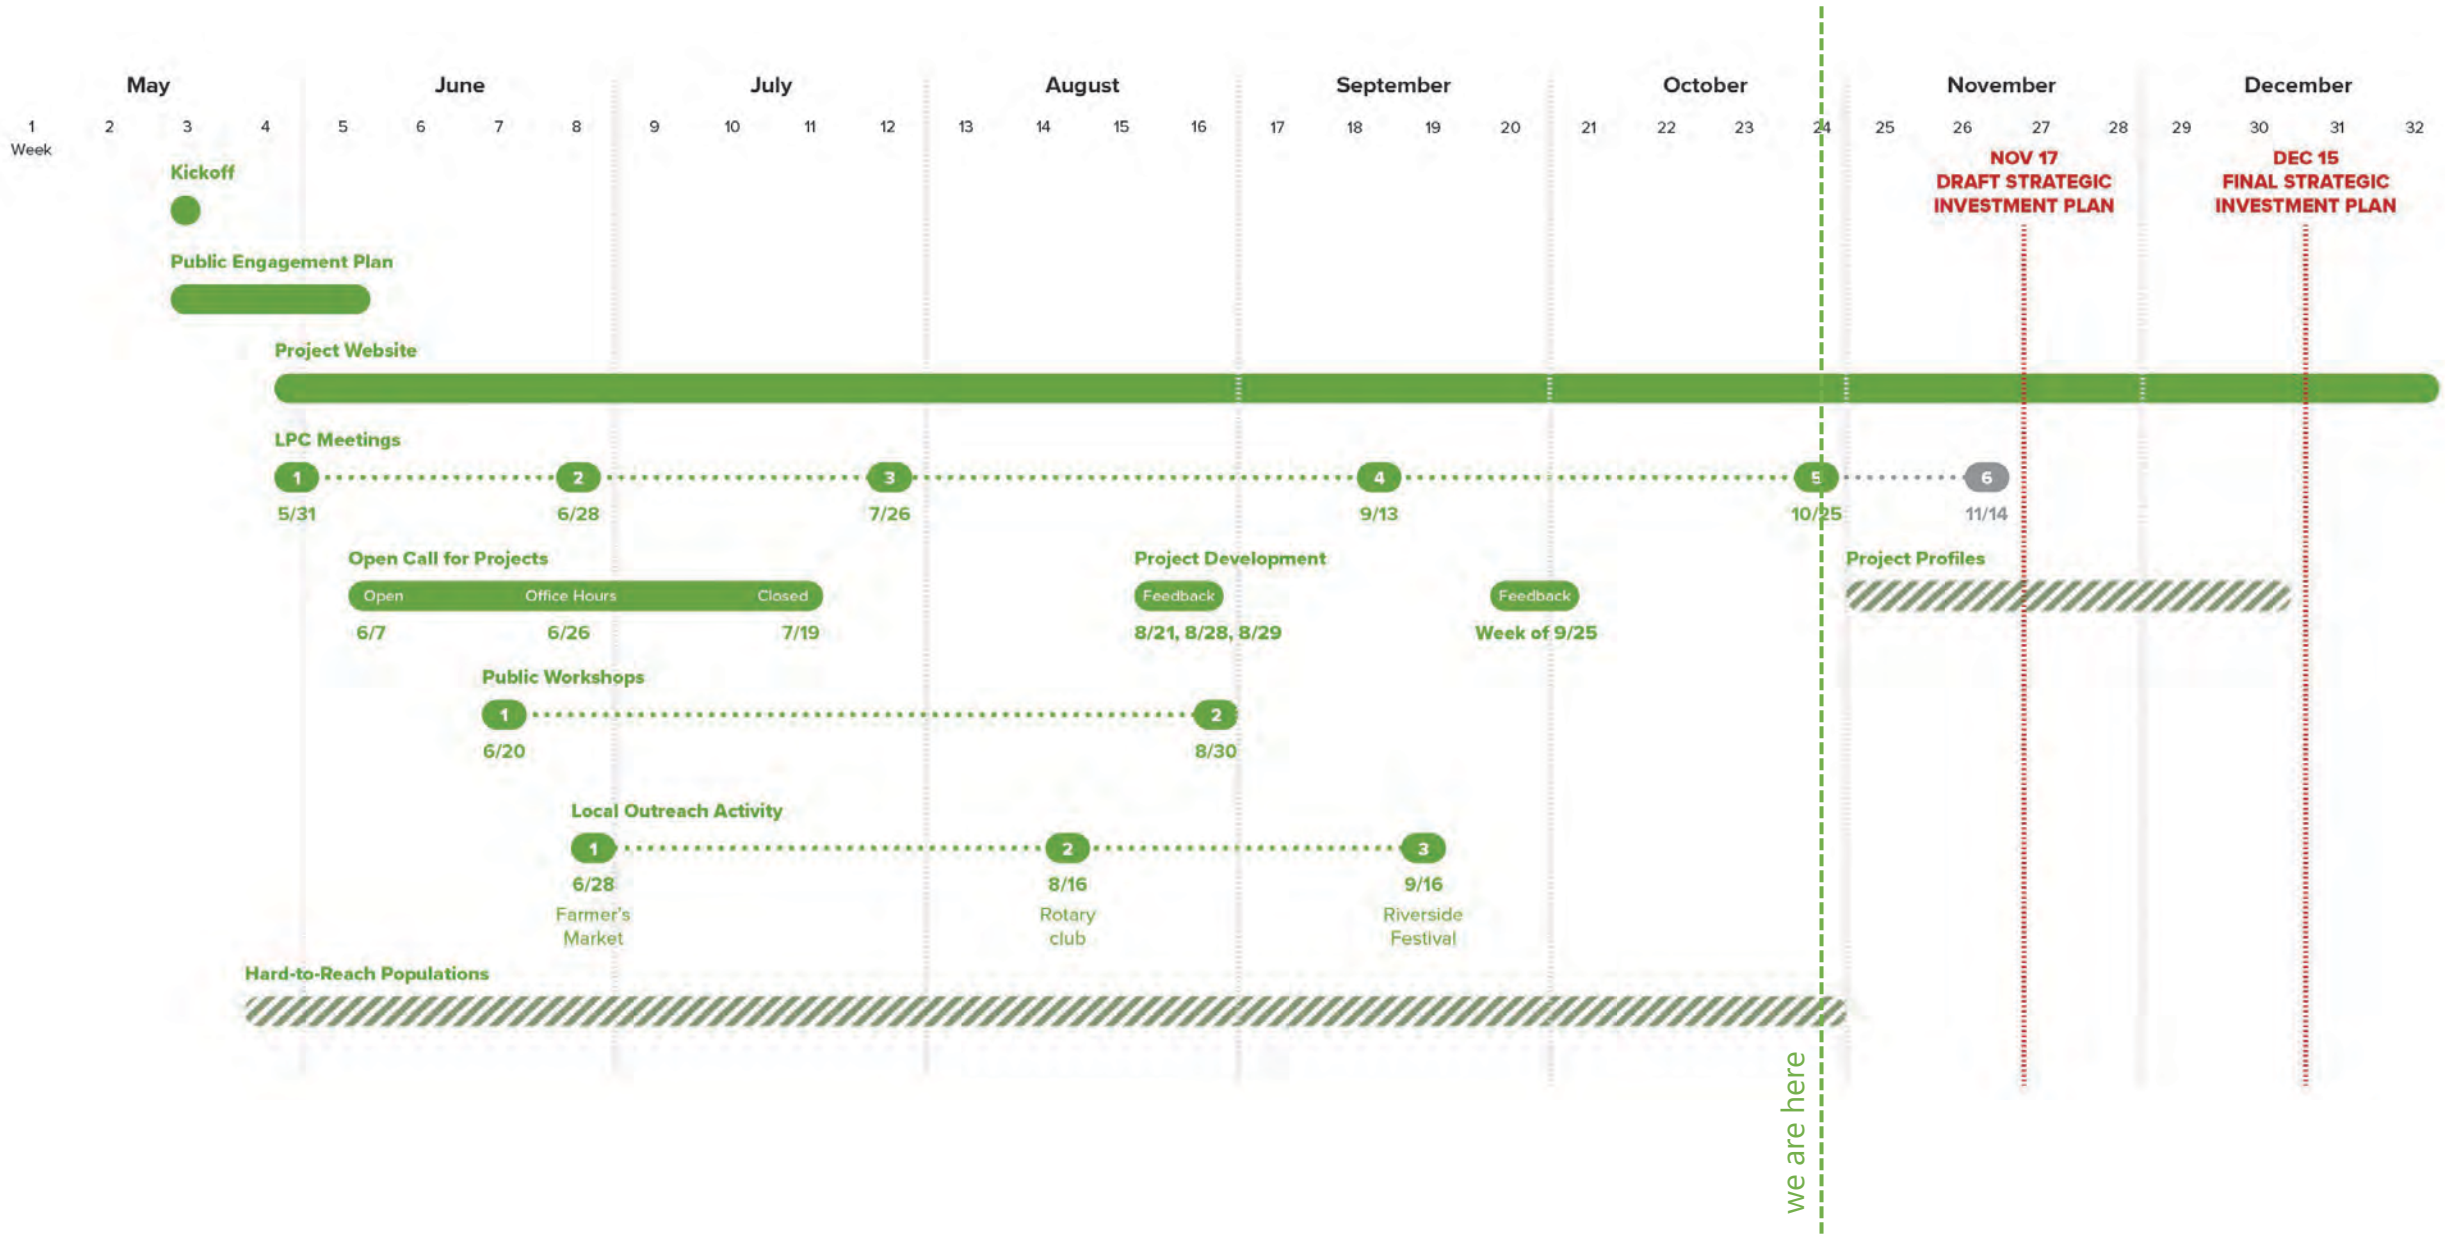 May June July August September October November December
1 2 3 4 5 6 7 8 9 10 11 12 13 14 15 16 17 18 19 20 21 22 23 24 25 26 27 28 29 30 31 32
Week
NOV 17
DRAFT STRATEGIC
INVESTMENT PLAN
DEC 15
FINAL STRATEGIC
INVESTMENT PLAN
Kickoff
Public Engagement Plan
Project Website
LPC Meetings
1 2 3 4 5 6
5/31 6/28 7/26 9/13 10/25 11/14
Open Call for Projects Project Development Project Profiles
Open Office Hours Closed Feedback Feedback
6/7 6/26 7/19 8/21, 8/28, 8/29 Week of 9/25
Public Workshops
1 2
6/20 8/30
Local Outreach Activity
1 2 3
6/28 8/16 9/16
Farmer's Rotary Riverside
Market club Festival
Hard-to-Reach Populations
we are here